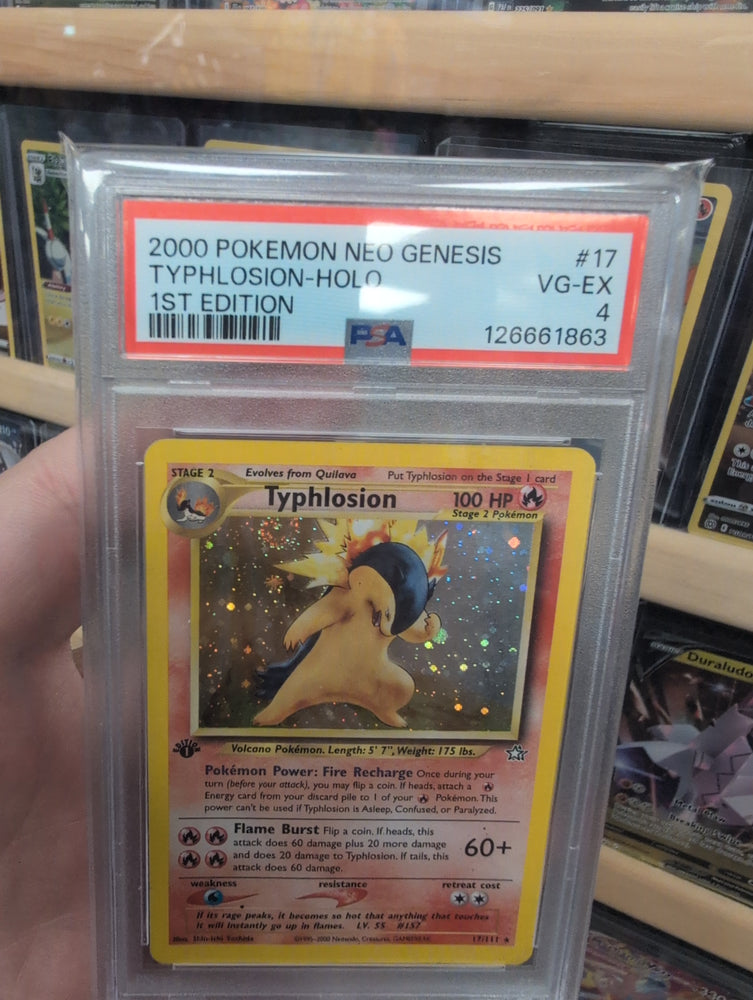 2000 POKEMON NEO GENESIS #17
TYPHLOSION-HOLO VG-EX
1ST EDITION 4
PSA 126661863
STAGE 2 Evolves from Quilava Put Typhlosion on the Stage 1 card
Typhlosion 100 HP
Stage 2 Pokémon
EDITION 1
Volcano Pokémon. Length: 5' 7", Weight: 175 lbs.
Pokémon Power: Fire Recharge Once during your
turn (before your attack), you may flip a coin. If heads, attach a
Energy card from your discard pile to 1 of your Pokémon. This
power can't be used if Typhlosion is Asleep, Confused, or Paralyzed.
Flame Burst Flip a coin. If heads, this
attack does 60 damage plus 20 more damage
and does 20 damage to Typhlosion. If tails, this
attack does 60 damage.
60+
weakness resistance retreat cost
If its rage peaks, it becomes so hot that anything that touches
it will instantly go up in flames. LV. 55 #157
17/111
Duraludo
Metal Claw
Breaking Swipe